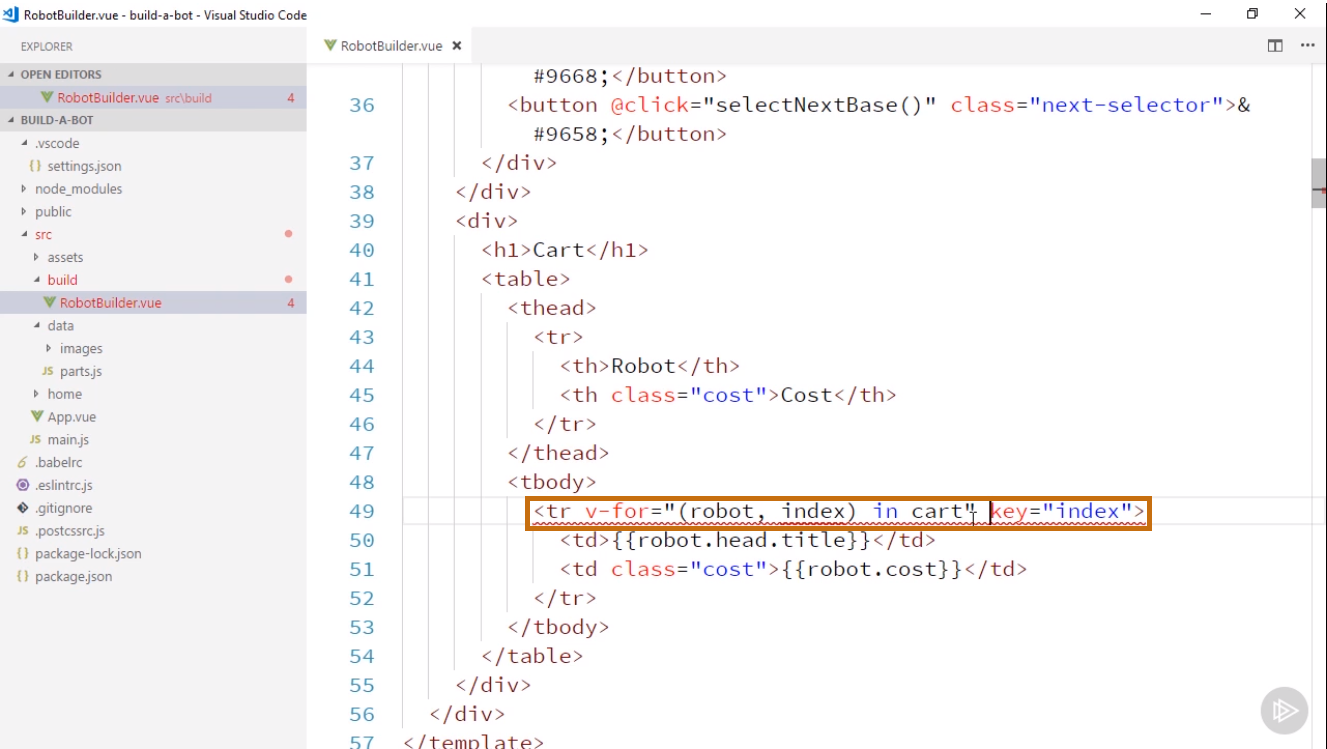 RobotBuilder.vue - build-a-bot - Visual Studio Code
EXPLORER
OPEN EDITORS
RobotBuilder.vue src\build 4
BUILD-A-BOT
.vscode
{} settings.json
node_modules
public
src
assets
build
RobotBuilder.vue 4
data
images
JS parts.js
home
App.vue
JS main.js
6 .babelrc
.eslintrc.js
.gitignore
JS .postcssrc.js
{} package-lock.json
{} package.json
RobotBuilder.vue
#9668;</button>
36 <button @click="selectNextBase()" class="next-selector">&
#9658;</button>
37 </div>
38 </div>
39 <div>
40 <h1>Cart</h1>
41 <table>
42 <thead>
43 <tr>
44 <th>Robot</th>
45 <th class="cost">Cost</th>
46 </tr>
47 </thead>
48 <tbody>
49 <tr v-for="(robot, index) in cart" key="index">
50 <td>{{robot.head.title}}</td>
51 <td class="cost">{{robot.cost}}</td>
52 </tr>
53 </tbody>
54 </table>
55 </div>
56 </div>
57 </template>